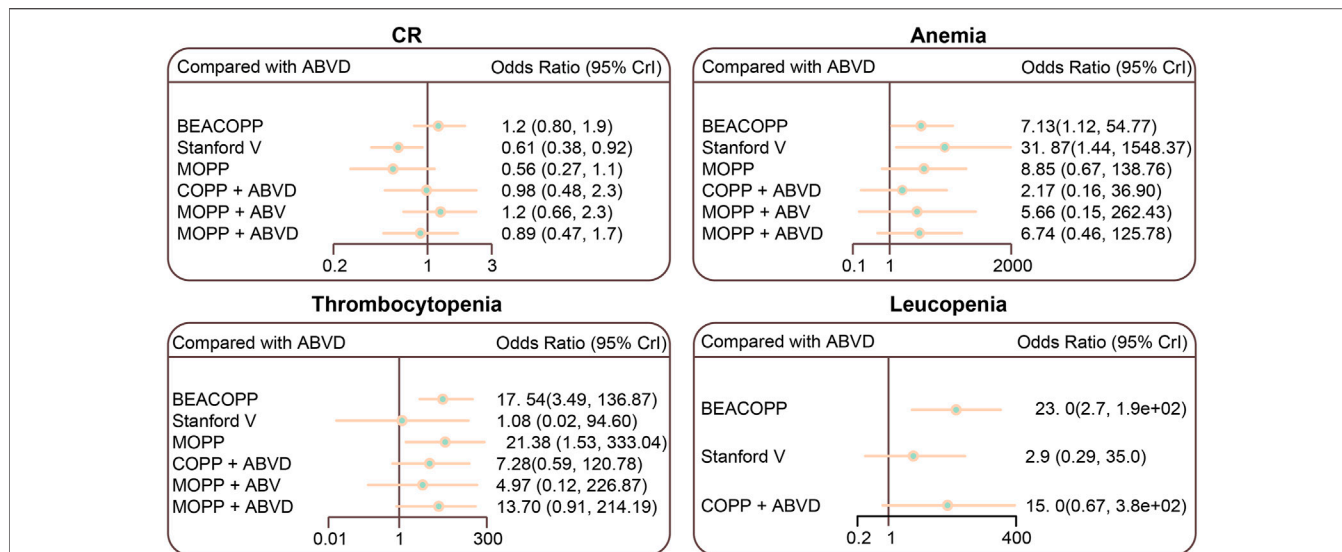 CR
Compared with ABVD Odds Ratio (95% CrI)
BEACOPP 1.2 (0.80, 1.9)
Stanford V 0.61 (0.38, 0.92)
MOPP 0.56 (0.27, 1.1)
COPP + ABVD 0.98 (0.48, 2.3)
MOPP + ABV 1.2 (0.66, 2.3)
MOPP + ABVD 0.89 (0.47, 1.7)
0.2 1 3
Anemia
Compared with ABVD Odds Ratio (95% CrI)
BEACOPP 7.13(1.12, 54.77)
Stanford V 31. 87(1.44, 1548.37)
MOPP 8.85 (0.67, 138.76)
COPP + ABVD 2.17 (0.16, 36.90)
MOPP + ABV 5.66 (0.15, 262.43)
MOPP + ABVD 6.74 (0.46, 125.78)
0.1 1 2000
Thrombocytopenia
Compared with ABVD Odds Ratio (95% CrI)
BEACOPP 17. 54(3.49, 136.87)
Stanford V 1.08 (0.02, 94.60)
MOPP 21.38 (1.53, 333.04)
COPP + ABVD 7.28(0.59, 120.78)
MOPP + ABV 4.97 (0.12, 226.87)
MOPP + ABVD 13.70 (0.91, 214.19)
0.01 1 300
Leucopenia
Compared with ABVD Odds Ratio (95% CrI)
BEACOPP 23. 0(2.7, 1.9e+02)
Stanford V 2.9 (0.29, 35.0)
COPP + ABVD 15. 0(0.67, 3.8e+02)
0.2 1 400